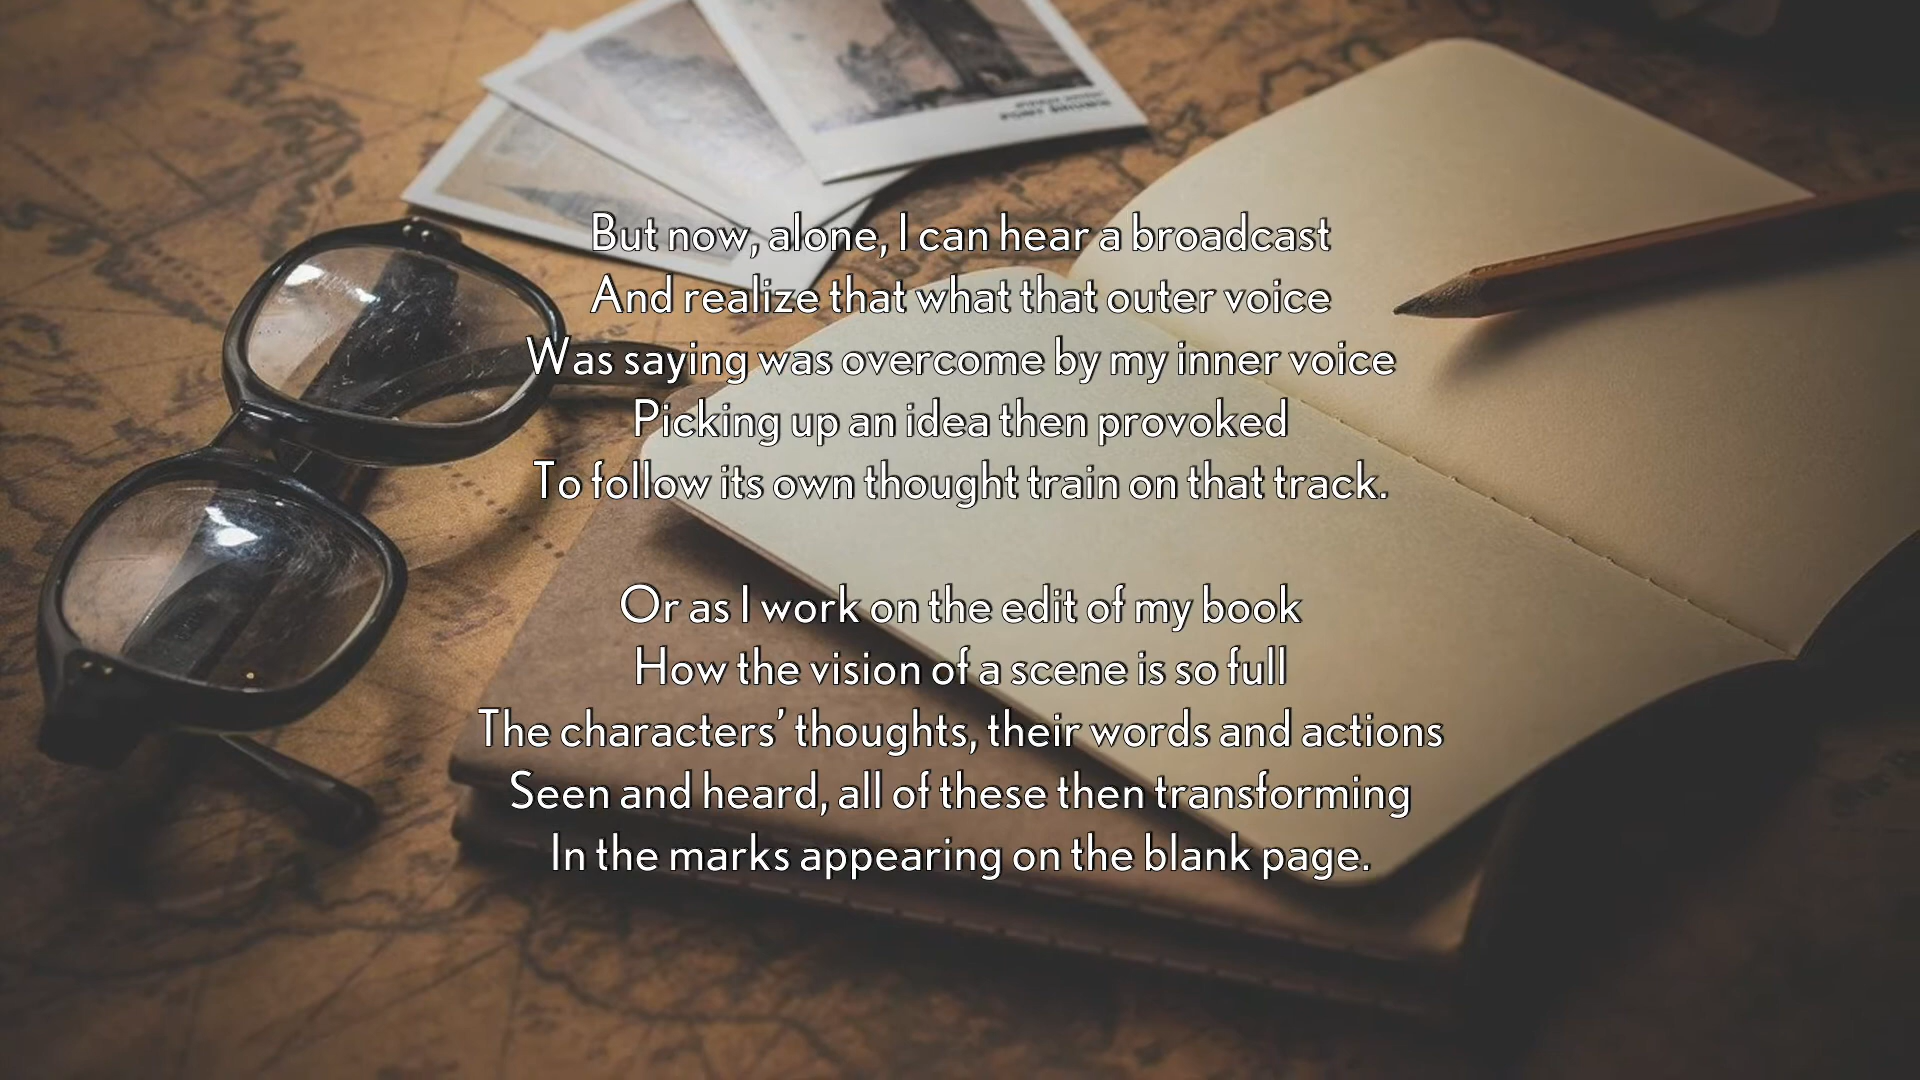 But now, alone, I can hear a broadcast
And realize that what that outer voice
Was saying was overcome by my inner voice
Picking up an idea then provoked
To follow its own thought train on that track.
Or as I work on the edit of my book
How the vision of a scene is so full
The characters’ thoughts, their words and actions
Seen and heard, all of these then transforming
In the marks appearing on the blank page.